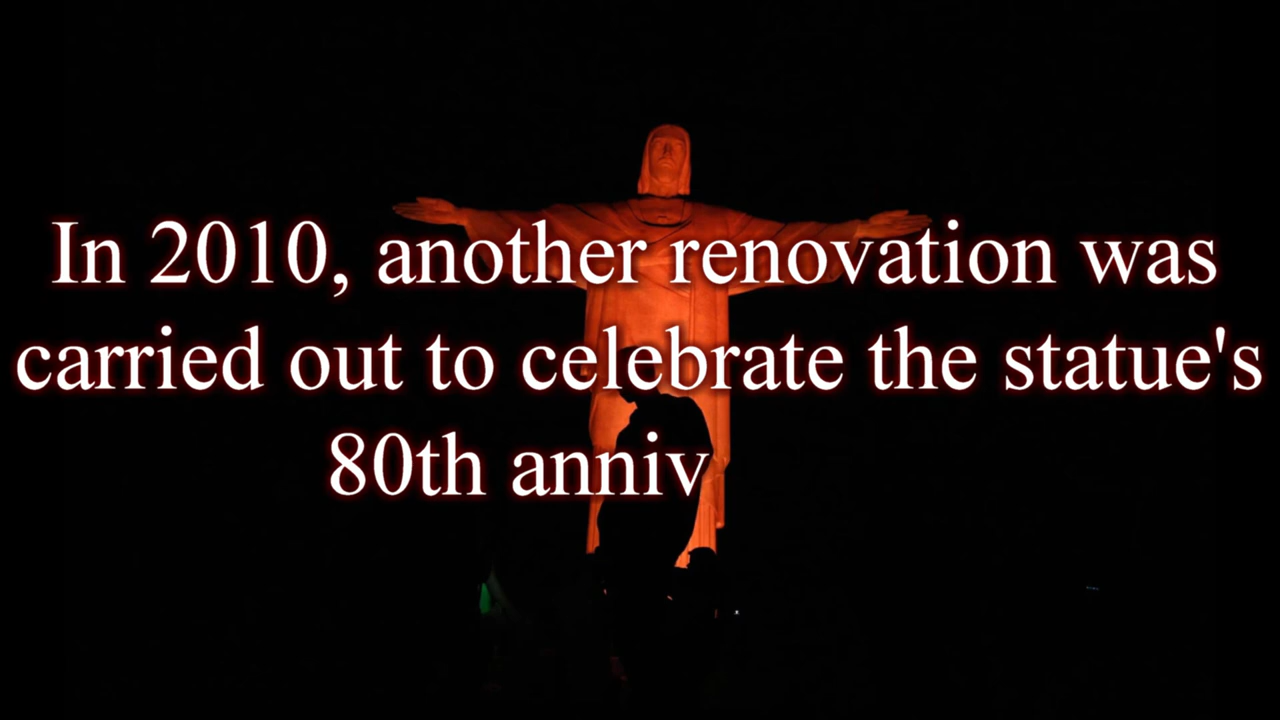 In 2010, another renovation was
carried out to celebrate the statue's
80th anniv